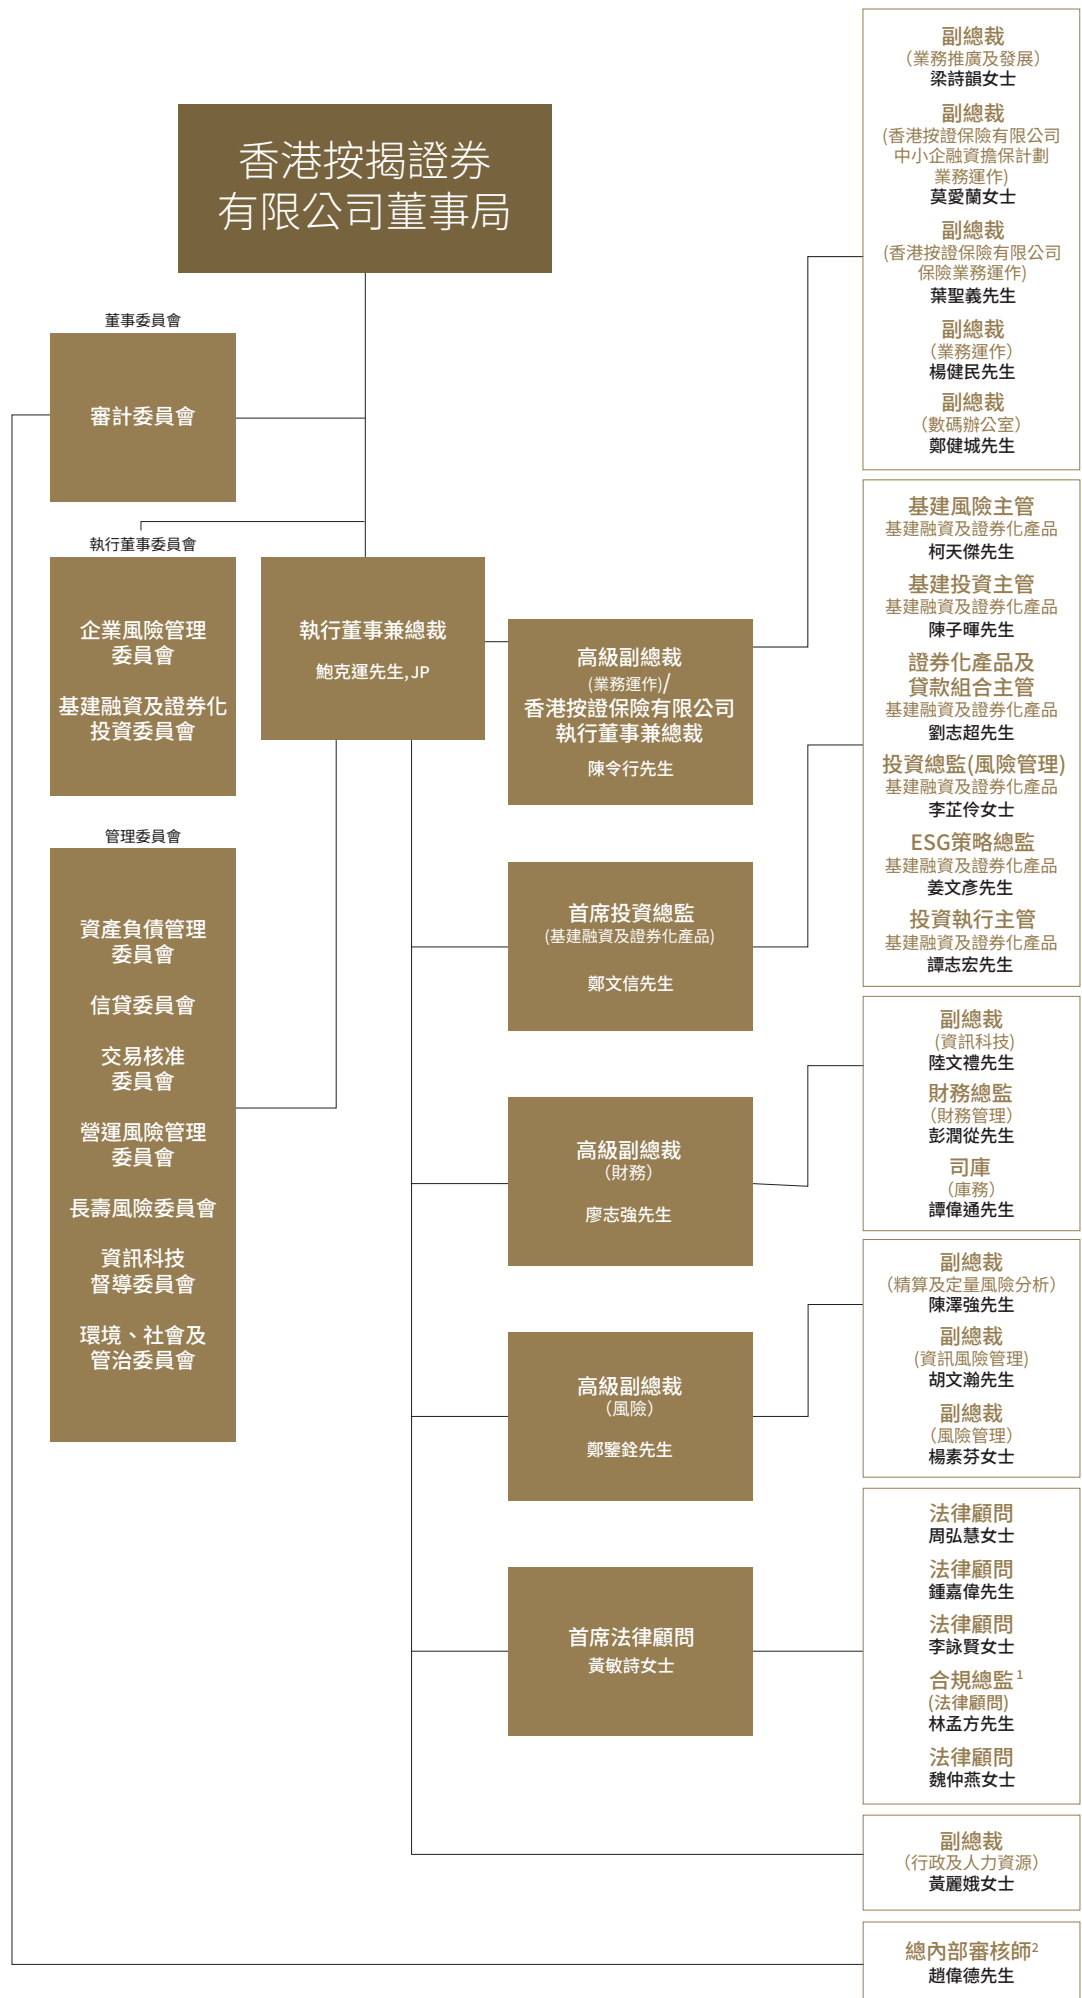 香港按揭證券
有限公司董事局
董事委員會
審計委員會
執行董事委員會
企業風險管理
委員會
基建融資及證券化
投資委員會
管理委員會
資產負債管理
委員會
信貸委員會
交易核准
委員會
營運風險管理
委員會
長壽風險委員會
資訊科技
督導委員會
環境、社會及
管治委員會
執行董事兼總裁
鮑克運先生,JP
高級副總裁
(業務運作)/
香港按證保險有限公司
執行董事兼總裁
陳令行先生
首席投資總監
(基建融資及證券化產品)
鄭文信先生
高級副總裁
（財務）
廖志強先生
高級副總裁
（風險）
鄭鑒銓先生
首席法律顧問
黃敏詩女士
副總裁
（業務推廣及發展）
梁詩韻女士
副總裁
(香港按證保險有限公司
中小企融資擔保計劃
業務運作)
莫愛蘭女士
副總裁
(香港按證保險有限公司
保險業務運作)
葉聖義先生
副總裁
（業務運作）
楊健民先生
副總裁
（數碼辦公室）
鄭健城先生
基建風險主管
基建融資及證券化產品
柯天傑先生
基建投資主管
基建融資及證券化產品
陳子暉先生
證券化產品及
貸款組合主管
基建融資及證券化產品
劉志超先生
投資總監(風險管理)
基建融資及證券化產品
李芷伶女士
ESG策略總監
基建融資及證券化產品
姜文彥先生
投資執行主管
基建融資及證券化產品
譚志宏先生
副總裁
(資訊科技)
陸文禮先生
財務總監
（財務管理）
彭潤從先生
司庫
（庫務）
譚偉通先生
副總裁
（精算及定量風險分析）
陳澤強先生
副總裁
(資訊風險管理)
胡文瀚先生
副總裁
（風險管理）
楊素芬女士
法律顧問
周弘慧女士
法律顧問
鍾嘉偉先生
法律顧問
李詠賢女士
合規總監1
(法律顧問)
林孟方先生
法律顧問
魏仲燕女士
副總裁
（行政及人力資源）
黃麗娥女士
總內部審核師2
趙偉德先生